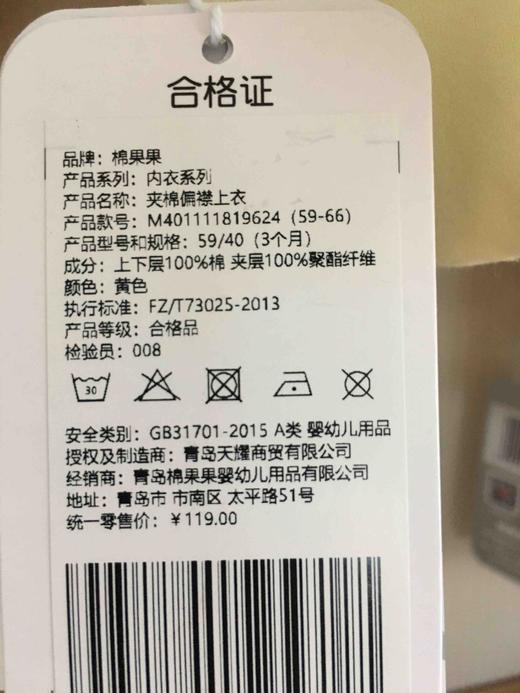 合格证
品牌：棉果果
产品系列：内衣系列
产品名称：夹棉偏襟上衣
产品款号：M401111819624（59-66）
产品型号和规格：59/40（3个月）
成分：上下层100%棉 夹层100%聚酯纤维
颜色：黄色
执行标准：FZ/T73025-2013
产品等级：合格品
检验员：008
30
安全类别：GB31701-2015 A类 婴幼儿用品
授权及制造商：青岛天耀商贸有限公司
经销商：青岛棉果果婴幼儿用品有限公司
地址：青岛市 市南区 太平路51号
统一零售价：￥119.00